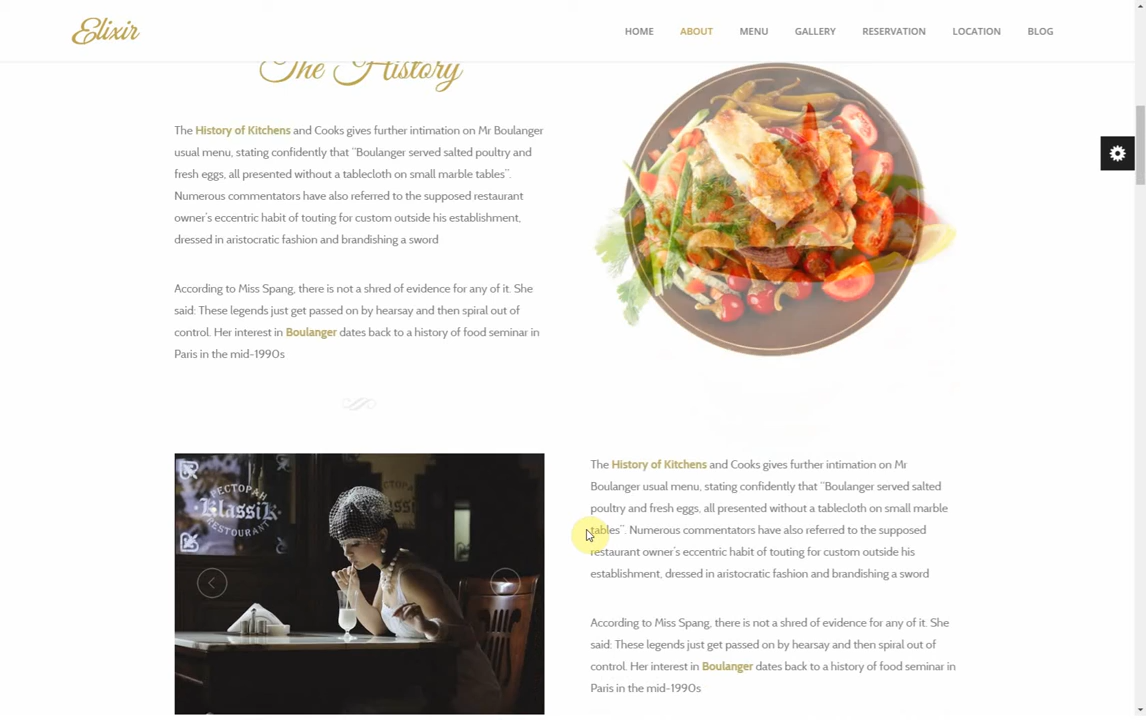 Elixir
HOME
ABOUT
MENU
GALLERY
RESERVATION
LOCATION
BLOG
The History
The History of Kitchens and Cooks gives further intimation on Mr Boulanger
usual menu, stating confidently that "Boulanger served salted poultry and
fresh eggs, all presented without a tablecloth on small marble tables".
Numerous commentators have also referred to the supposed restaurant
owner's eccentric habit of touting for custom outside his establishment,
dressed in aristocratic fashion and brandishing a sword
According to Miss Spang, there is not a shred of evidence for any of it. She
said: These legends just get passed on by hearsay and then spiral out of
control. Her interest in Boulanger dates back to a history of food seminar in
Paris in the mid-1990s
РЕСТОРАН
Klassik
RESTAURANT
The History of Kitchens and Cooks gives further intimation on Mr
Boulanger usual menu, stating confidently that "Boulanger served salted
poultry and fresh eggs, all presented without a tablecloth on small marble
tables". Numerous commentators have also referred to the supposed
restaurant owner's eccentric habit of touting for custom outside his
establishment, dressed in aristocratic fashion and brandishing a sword
According to Miss Spang, there is not a shred of evidence for any of it. She
said: These legends just get passed on by hearsay and then spiral out of
control. Her interest in Boulanger dates back to a history of food seminar in
Paris in the mid-1990s